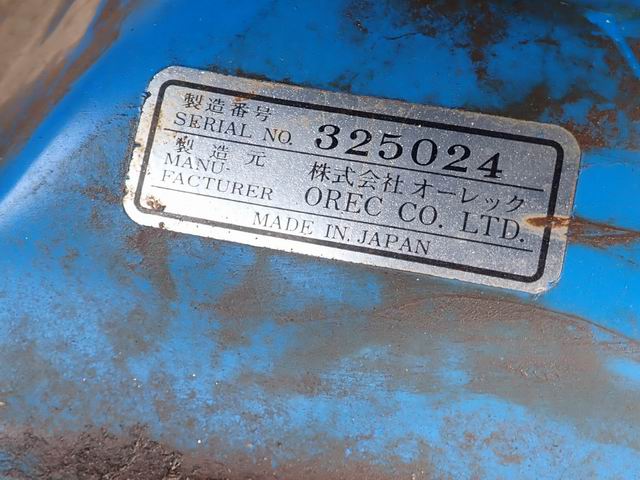 製造番号
SERIAL NO. 325024
製造元 株式会社オーレック
MANU-
FACTURER OREC CO. LTD.
MADE IN JAPAN